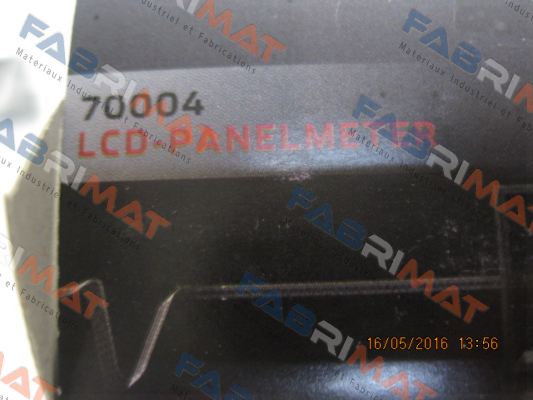 70004
LCD-PANELMETER
FABRIMAT
Materiaux Industriel et Fabrications
16/05/2016 13:56